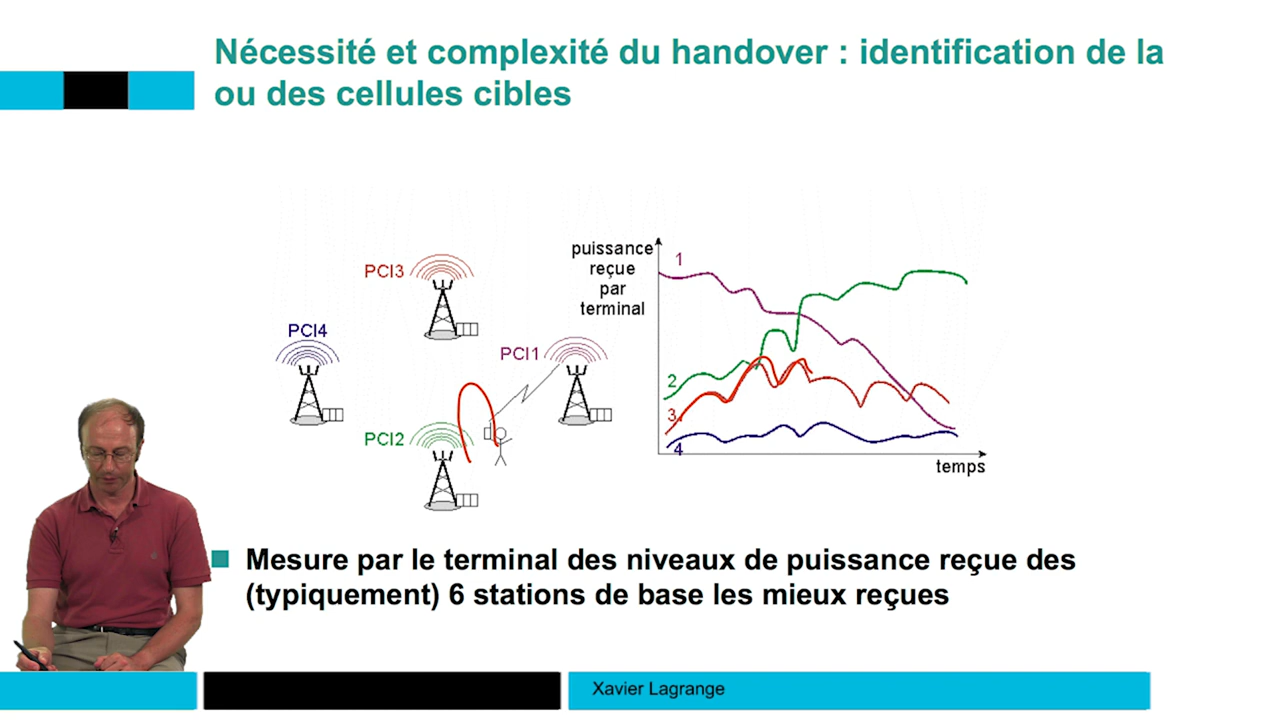 Nécessité et complexité du handover : identification de la
ou des cellules cibles
PCI3
PCI4
PCI1
PCI2
puissance
reçue
par
terminal
1
2
3
4
temps
Mesure par le terminal des niveaux de puissance reçue des
(typiquement) 6 stations de base les mieux reçues
Xavier Lagrange